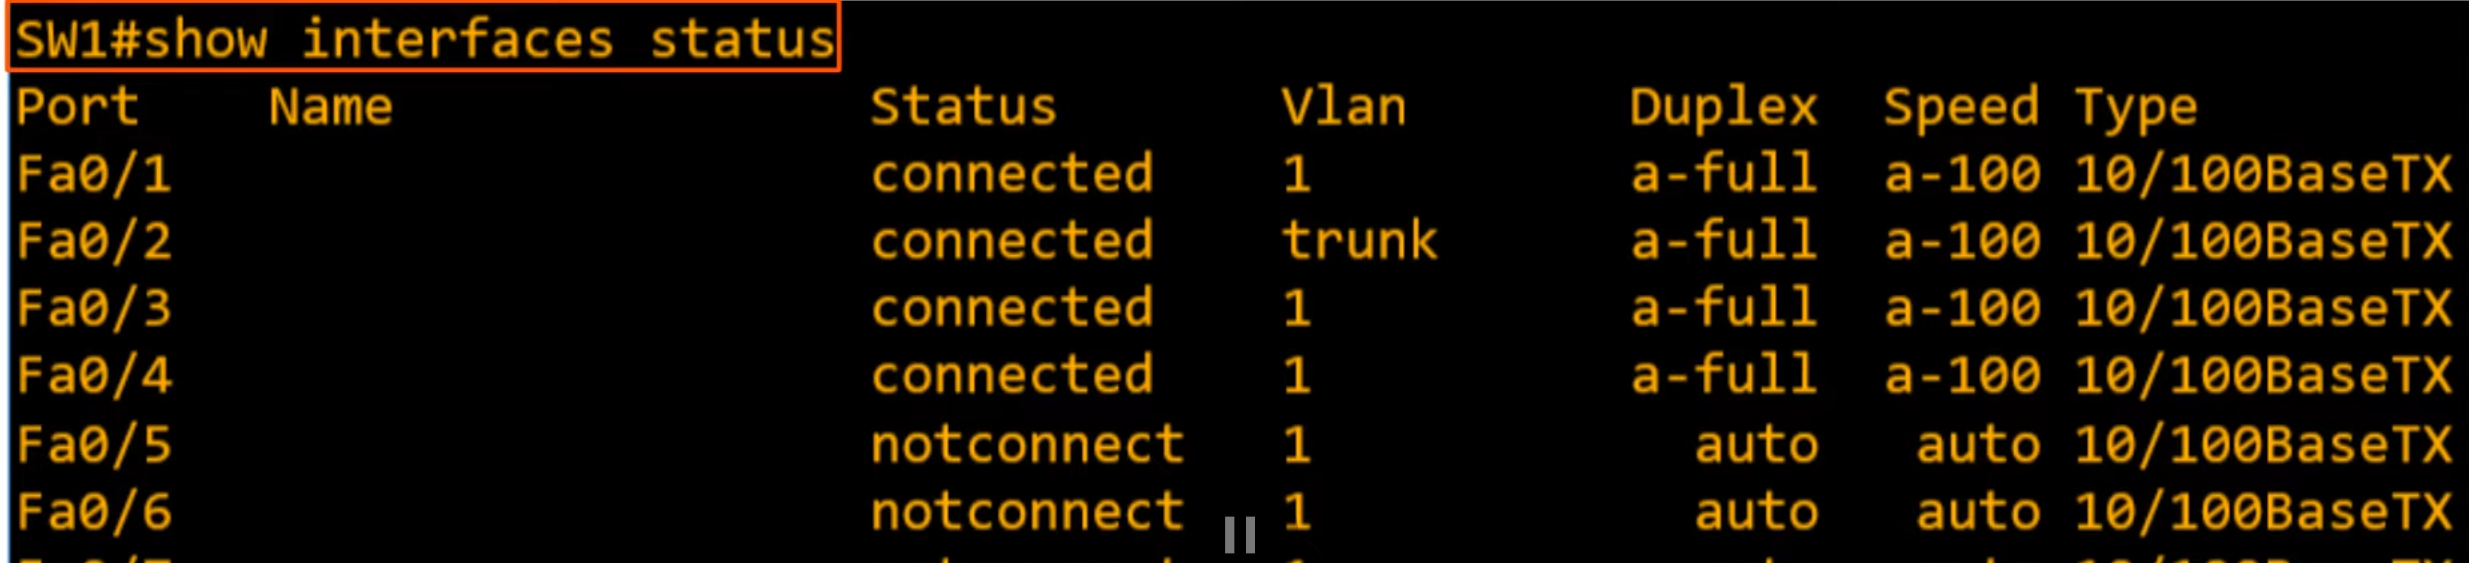 SW1#show interfaces status
Port Name Status Vlan Duplex Speed Type
Fa0/1 connected 1 a-full a-100 10/100BaseTX
Fa0/2 connected trunk a-full a-100 10/100BaseTX
Fa0/3 connected 1 a-full a-100 10/100BaseTX
Fa0/4 connected 1 a-full a-100 10/100BaseTX
Fa0/5 notconnect 1 auto auto 10/100BaseTX
Fa0/6 notconnect 1 auto auto 10/100BaseTX